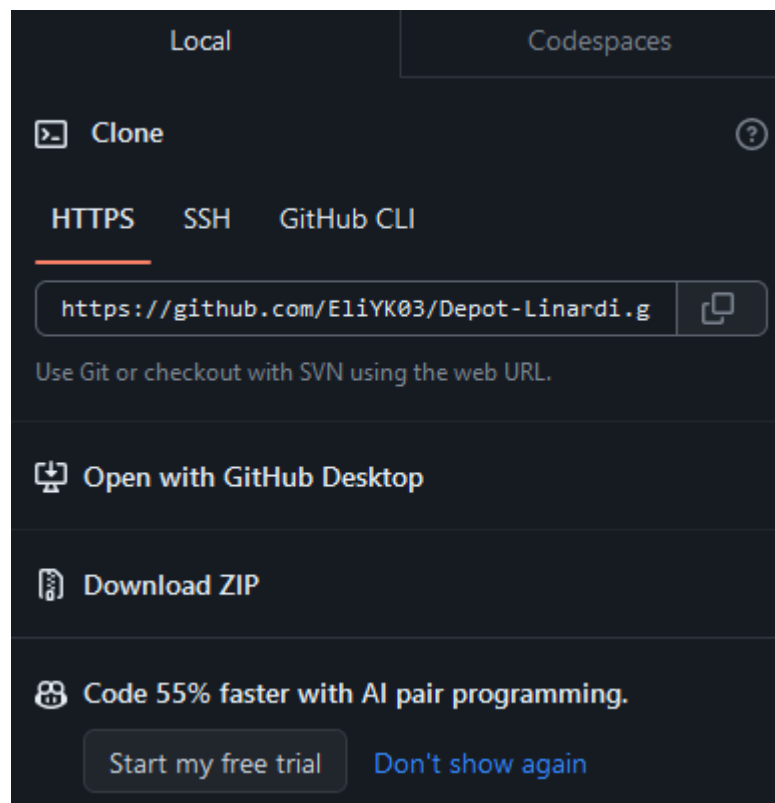 Local Codespaces
Clone
HTTPS SSH GitHub CLI
https://github.com/EliYK03/Depot-Linardi.g
Use Git or checkout with SVN using the web URL.
Open with GitHub Desktop
Download ZIP
Code 55% faster with AI pair programming.
Start my free trial Don't show again